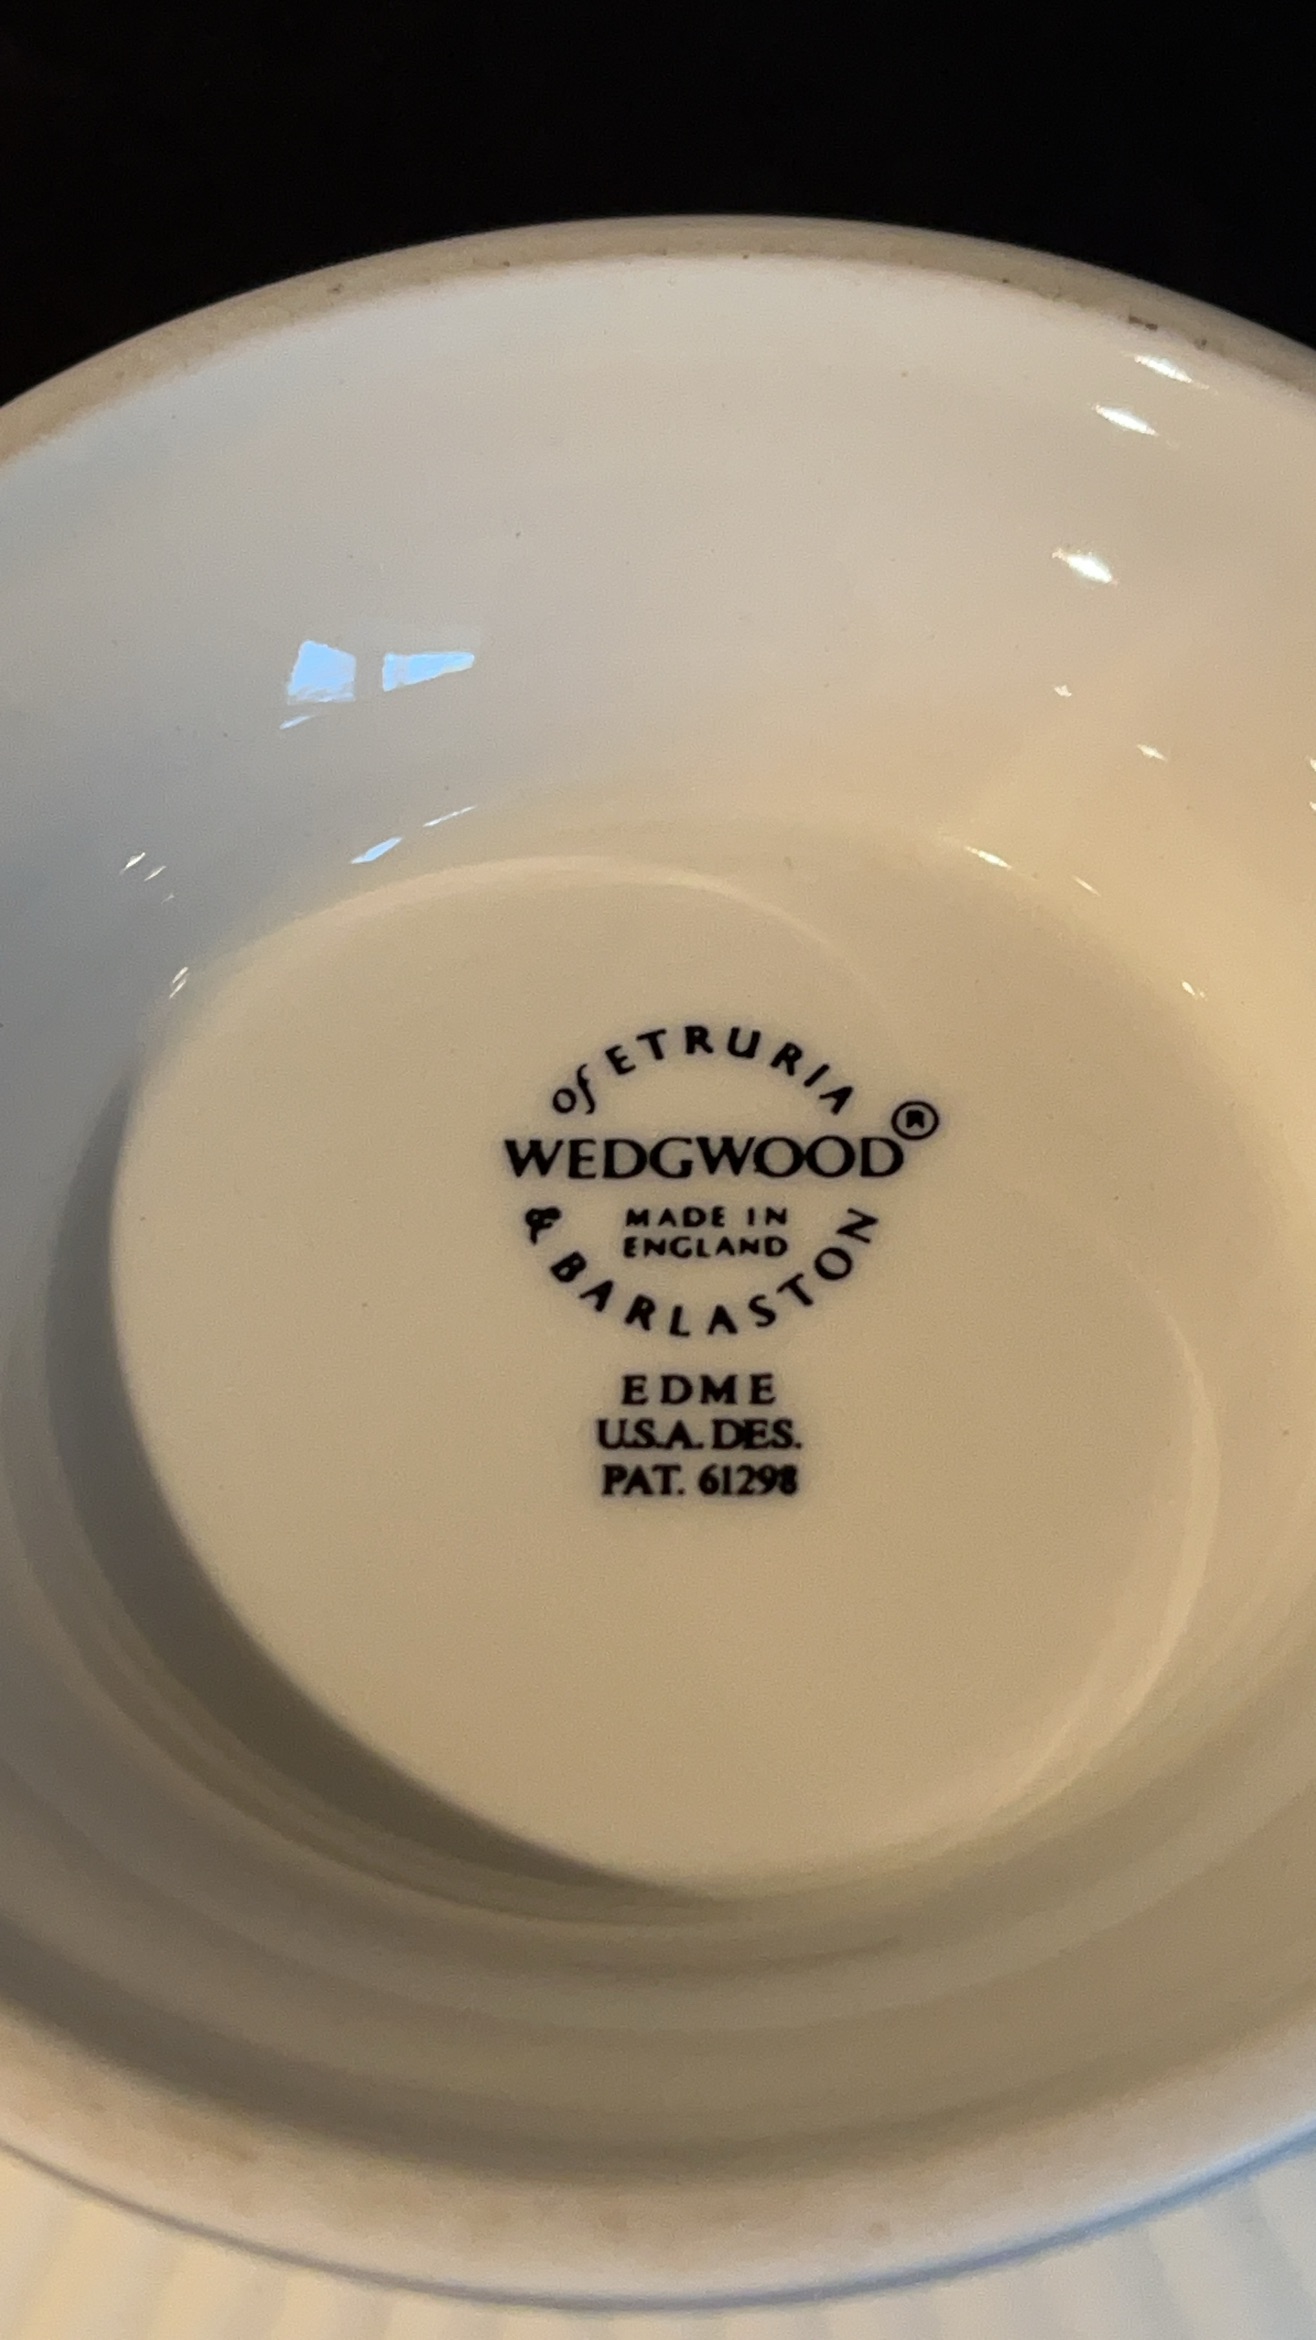 of ETRURIA
WEDGWOOD®
MADE IN
ENGLAND
& BARLASTON
EDME
U.S.A. DES.
PAT. 61298